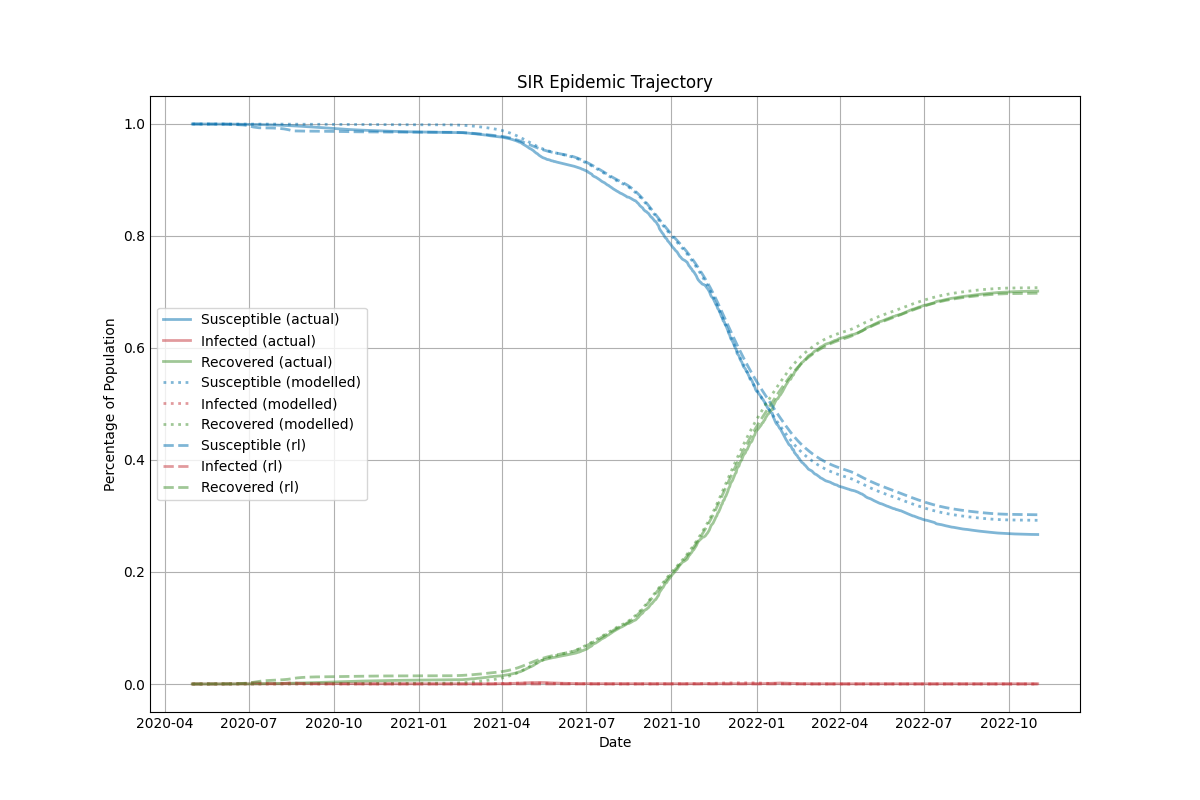 SIR Epidemic Trajectory
Percentage of Population
1.0
0.8
0.6
0.4
0.2
0.0
Susceptible (actual)
Infected (actual)
Recovered (actual)
Susceptible (modelled)
Infected (modelled)
Recovered (modelled)
Susceptible (rl)
Infected (rl)
Recovered (rl)
2020-04 2020-07 2020-10 2021-01 2021-04 2021-07 2021-10 2022-01 2022-04 2022-07 2022-10
Date